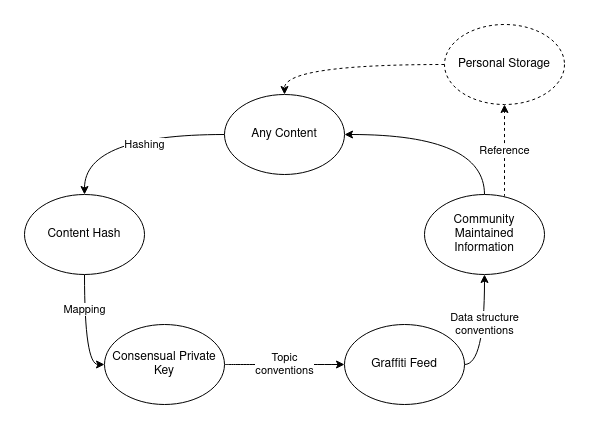 Personal Storage
Any Content
Hashing
Reference
Content Hash
Community
Maintained
Information
Mapping
Data structure
conventions
Consensual Private
Key
Topic
conventions
Graffiti Feed